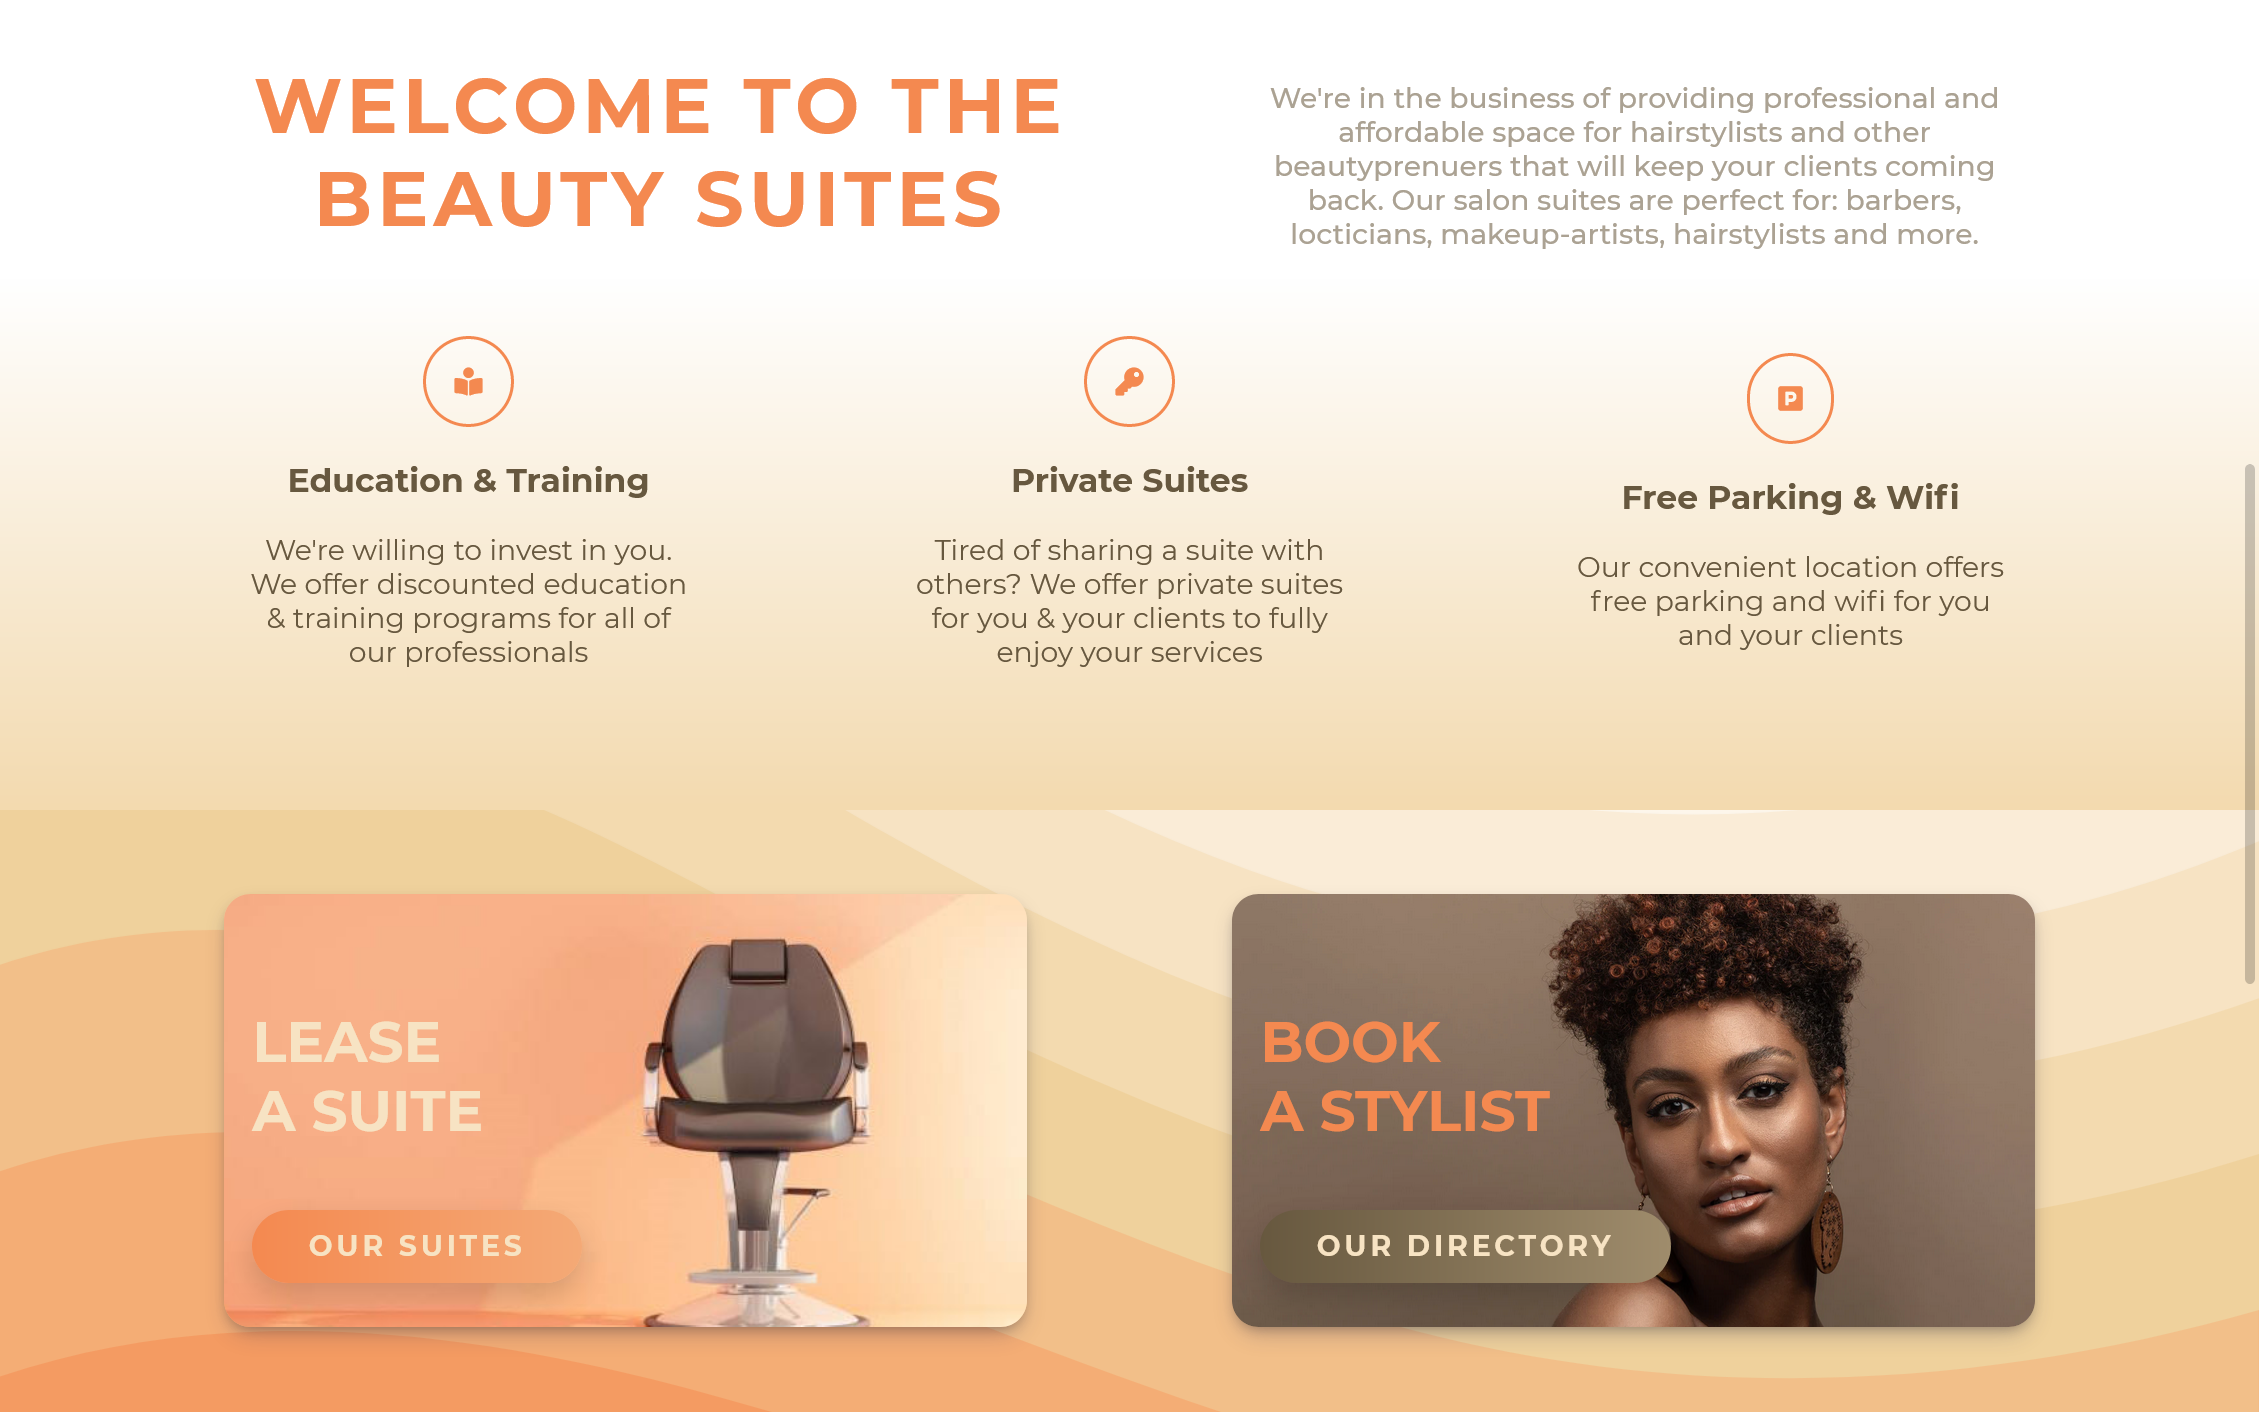 WELCOME TO THE
BEAUTY SUITES
We're in the business of providing professional and
affordable space for hairstylists and other
beautyprenuers that will keep your clients coming
back. Our salon suites are perfect for: barbers,
locticians, makeup-artists, hairstylists and more.
Education & Training
We're willing to invest in you.
We offer discounted education
& training programs for all of
our professionals
Private Suites
Tired of sharing a suite with
others? We offer private suites
for you & your clients to fully
enjoy your services
P
Free Parking & Wifi
Our convenient location offers
free parking and wifi for you
and your clients
LEASE
A SUITE
OUR SUITES
BOOK
A STYLIST
OUR DIRECTORY